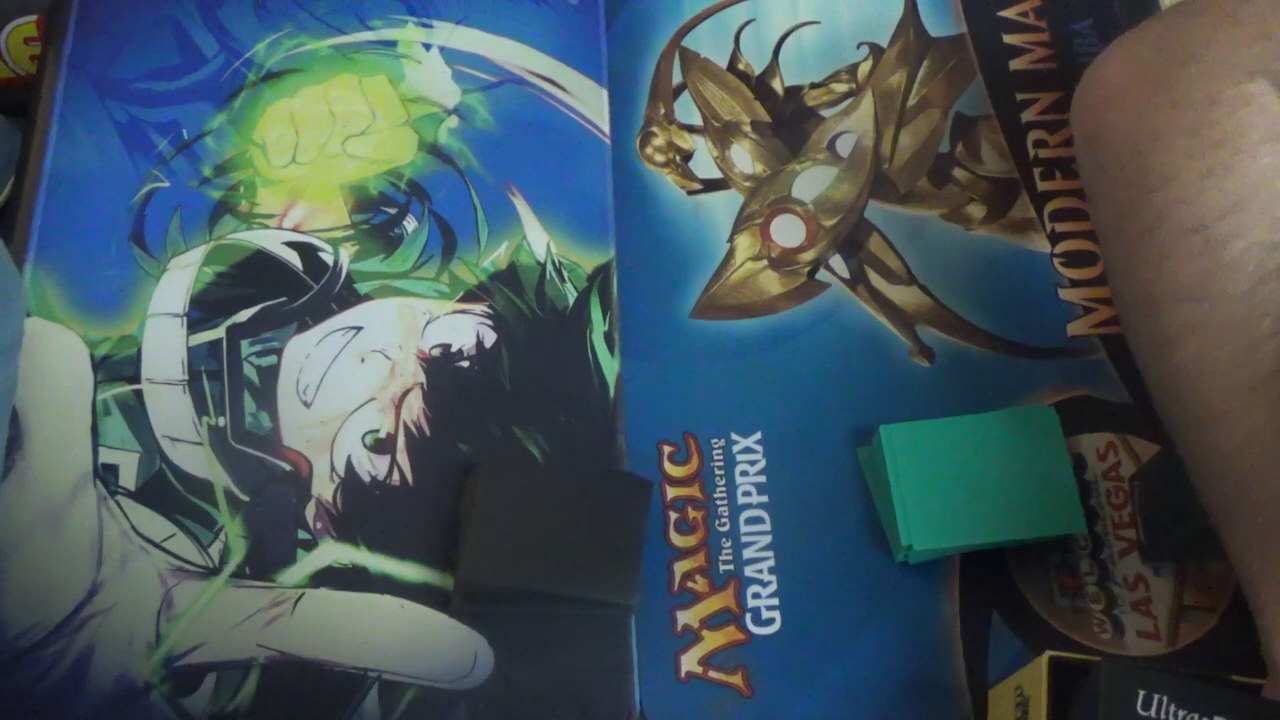 MAGIC
The Gathering
GRAND PRIX
MODERN MA
LAS VEGAS
Ultra